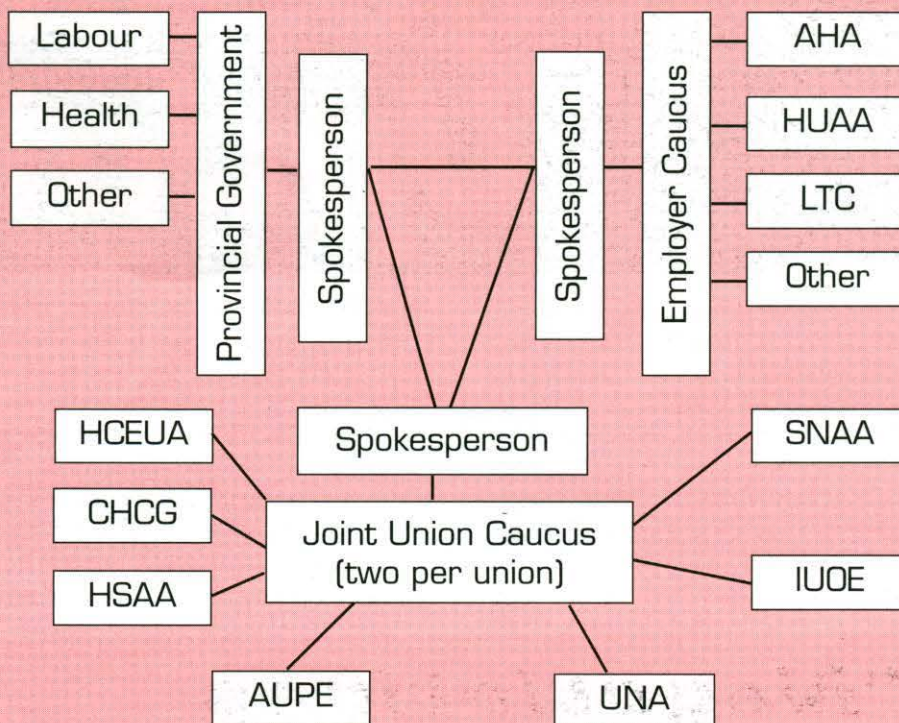 Labour
Health
Other
Provincial Government
Spokesperson
Spokesperson
Employer Caucus
AHA
HUAA
LTC
Other
Spokesperson
HCEUA
CHCG
HSAA
Joint Union Caucus
(two per union)
SNAA
IUOE
AUPE
UNA